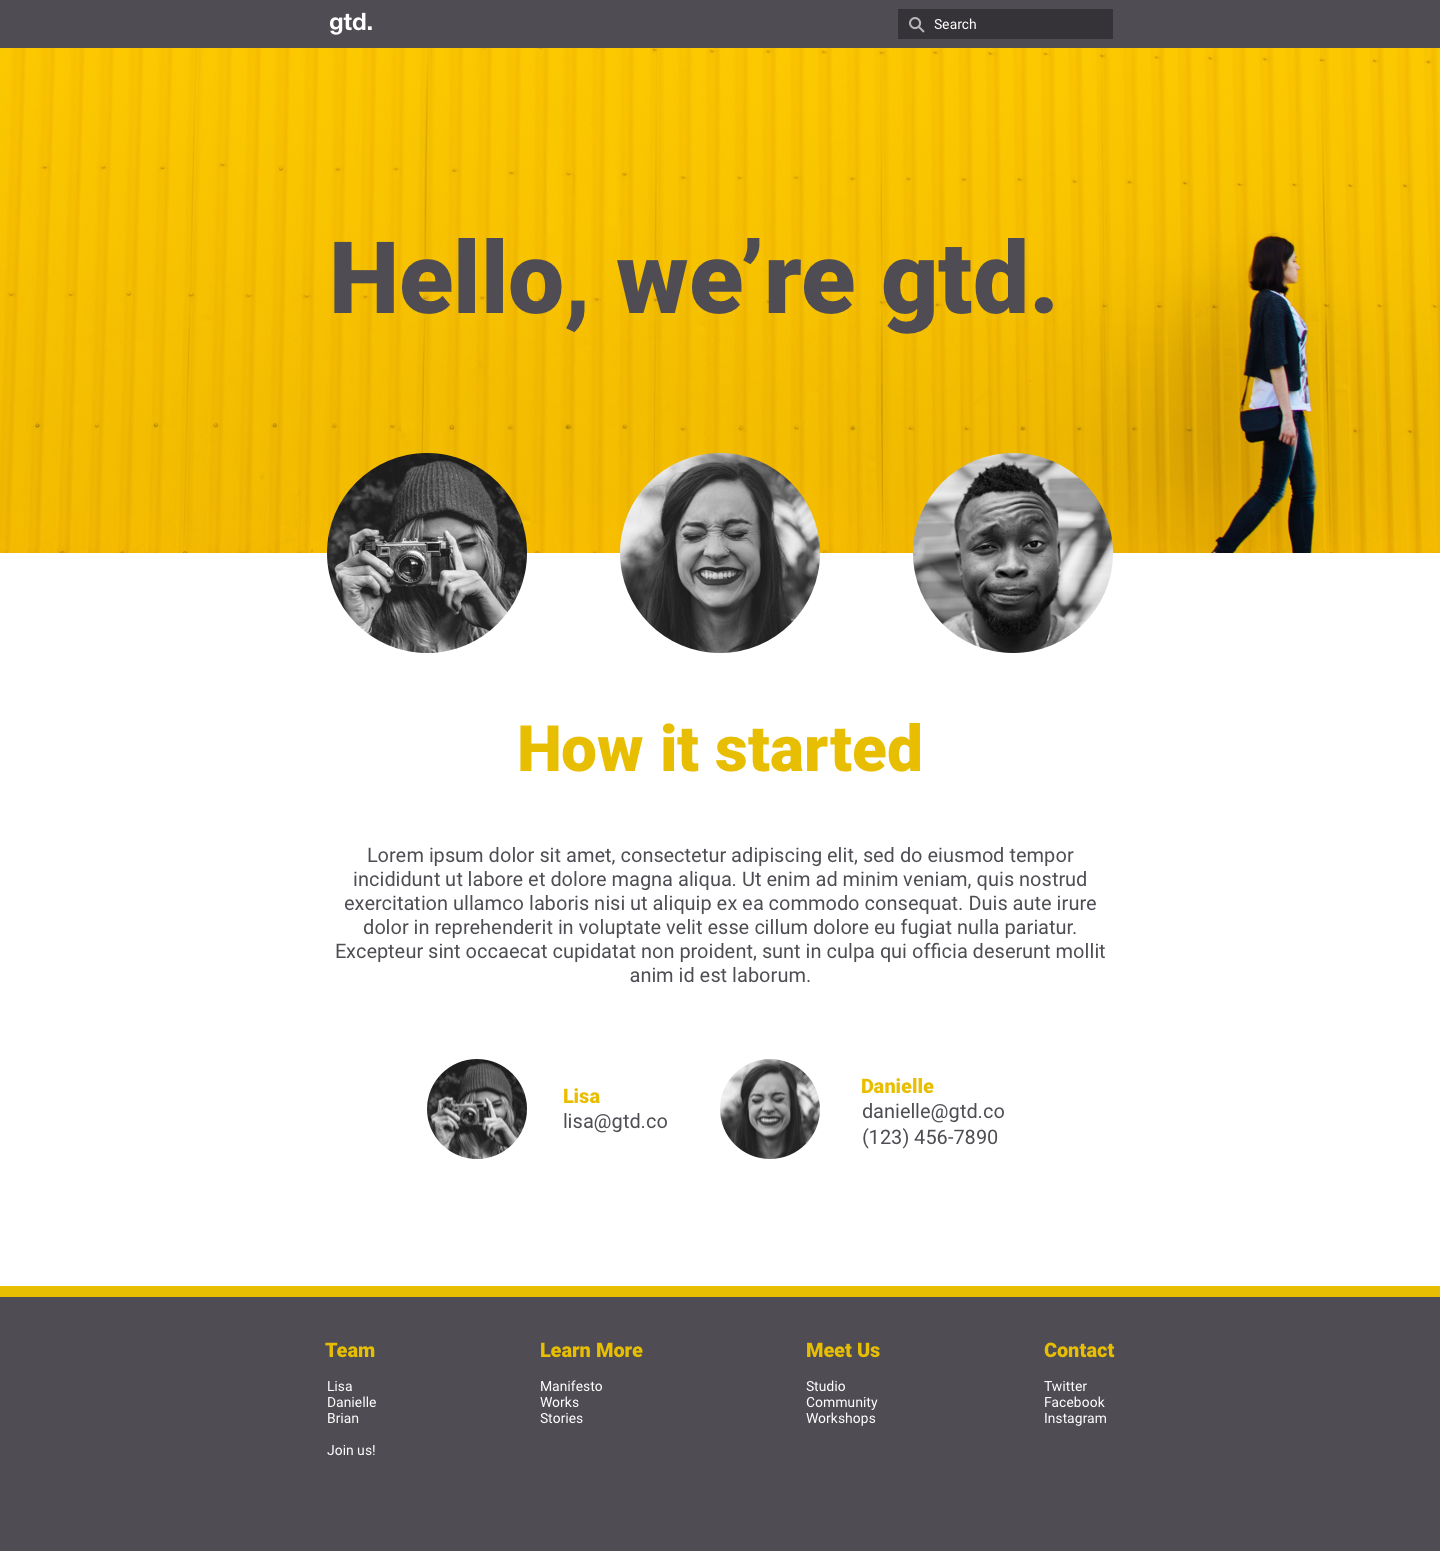 gtd.
Search
Hello, we’re gtd.
How it started
Lorem ipsum dolor sit amet, consectetur adipiscing elit, sed do eiusmod tempor
incididunt ut labore et dolore magna aliqua. Ut enim ad minim veniam, quis nostrud
exercitation ullamco laboris nisi ut aliquip ex ea commodo consequat. Duis aute irure
dolor in reprehenderit in voluptate velit esse cillum dolore eu fugiat nulla pariatur.
Excepteur sint occaecat cupidatat non proident, sunt in culpa qui officia deserunt mollit
anim id est laborum.
Lisa
lisa@gtd.co
Danielle
danielle@gtd.co
(123) 456-7890
Team
Lisa
Danielle
Brian
Join us!
Learn More
Manifesto
Works
Stories
Meet Us
Studio
Community
Workshops
Contact
Twitter
Facebook
Instagram